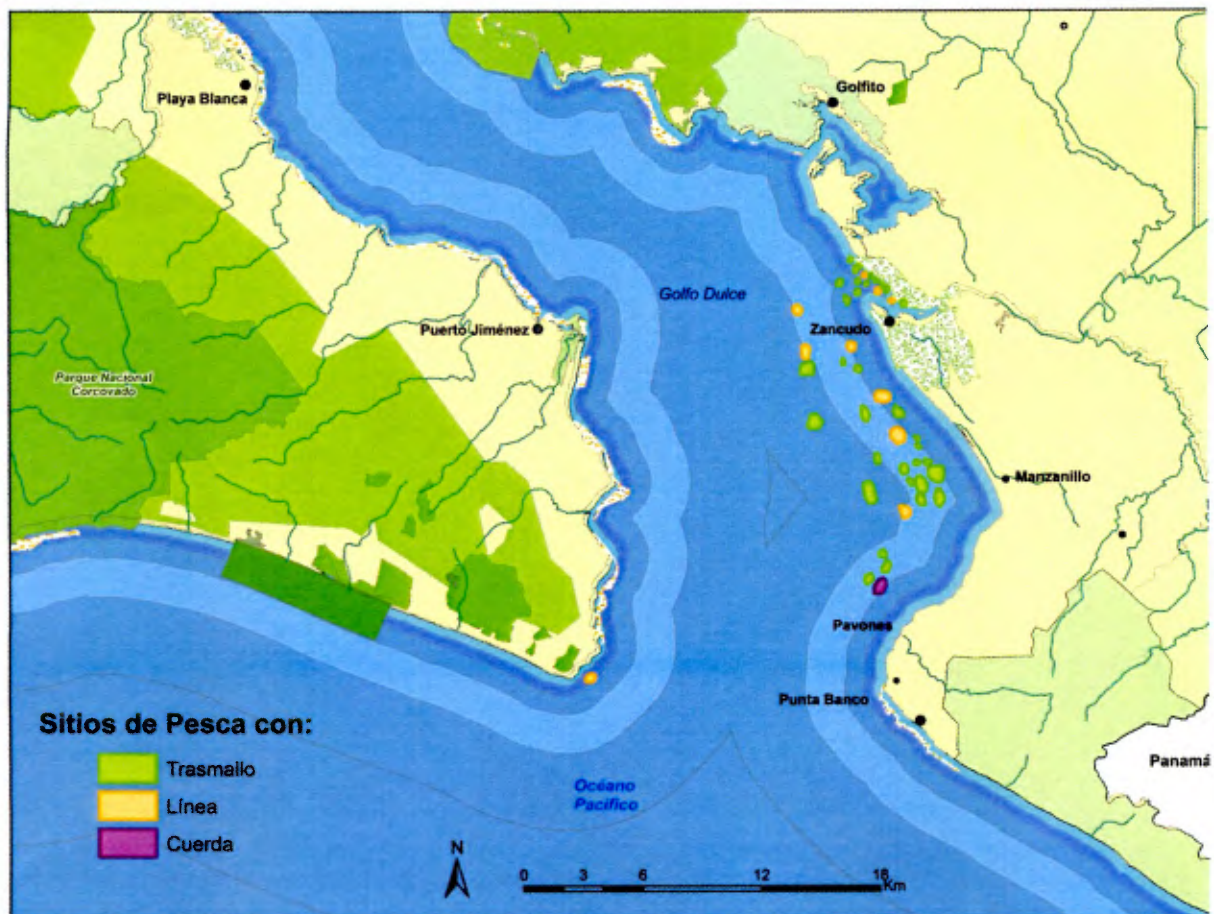 Playa Blanca
Golfito
Golfo Dulce
Puerto Jiménez
Zancudo
Parque Nacional
Corcovado
Manzanillo
Pavones
Punta Banco
Sitios de Pesca con:
Trasmallo
Línea
Cuerda
Océano
Pacifico
Panamá
N
0 3 6 12 18
Km